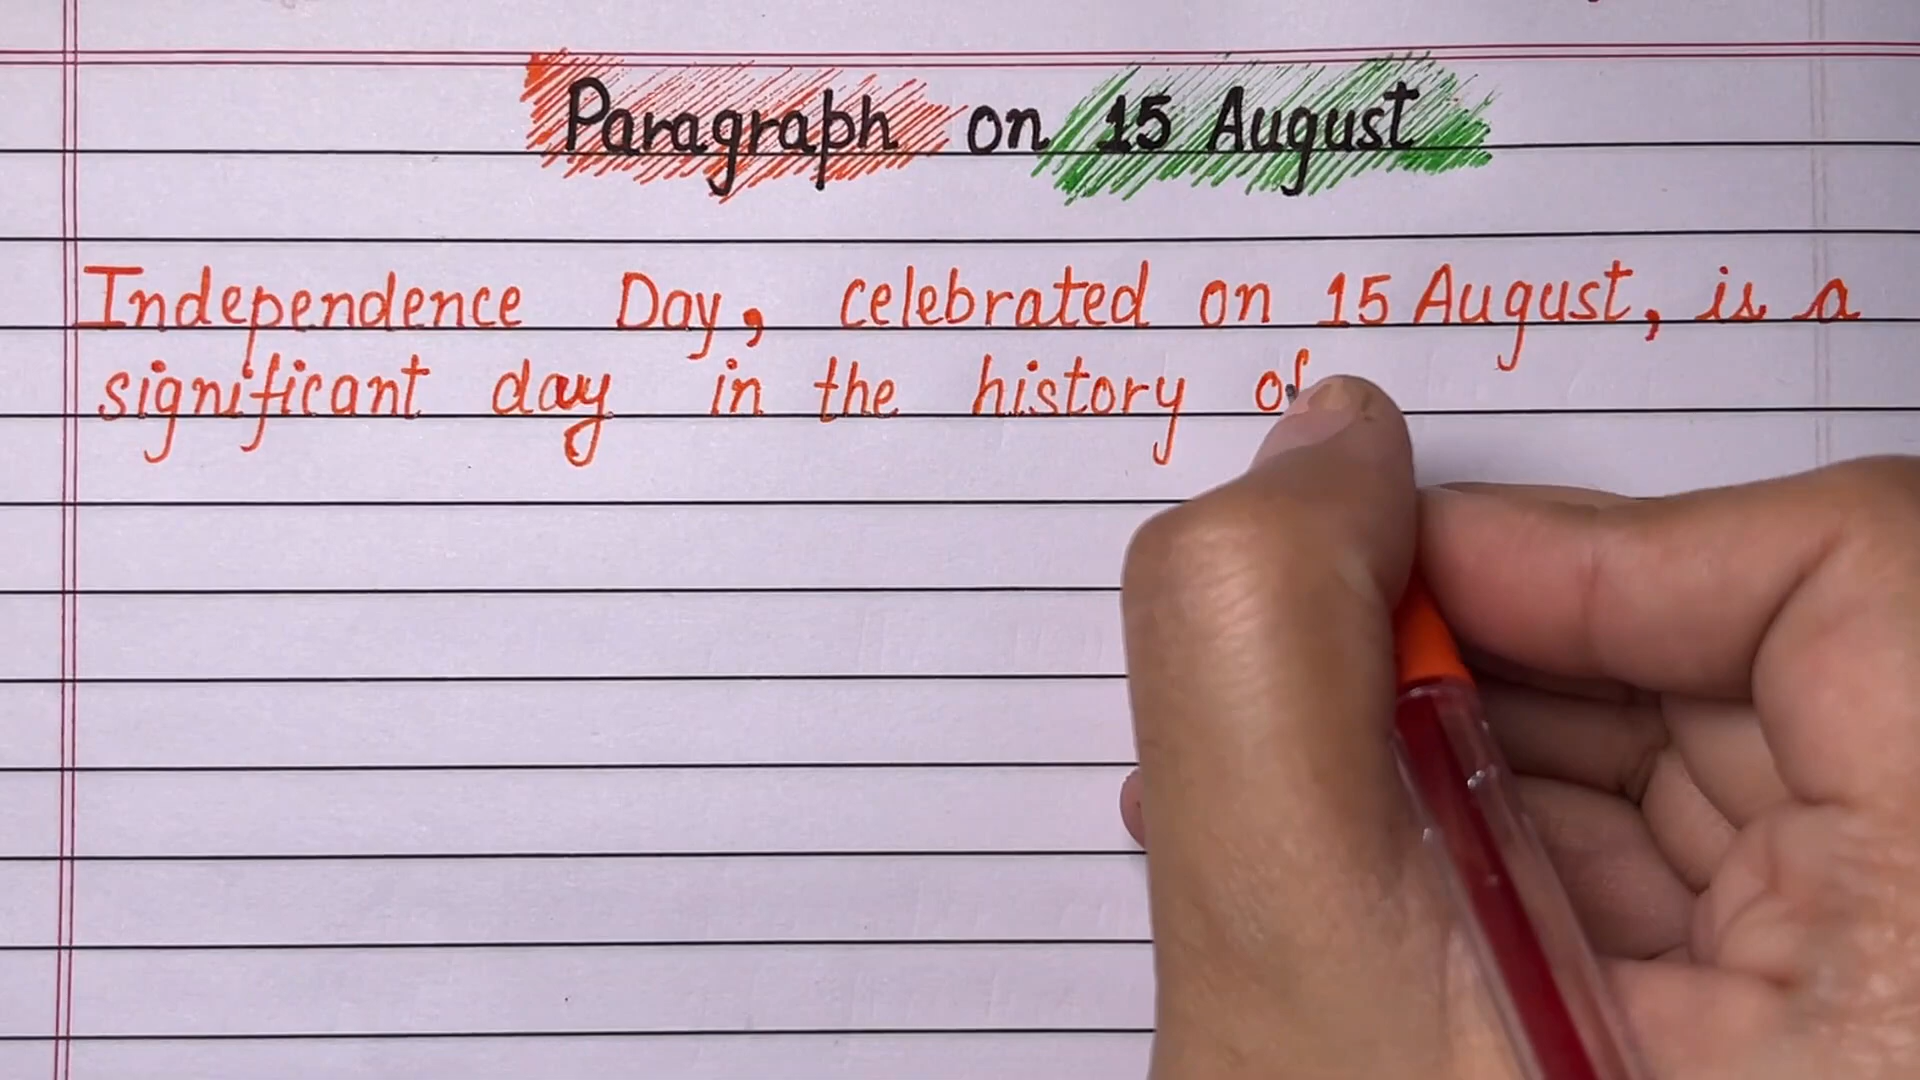 Paragraph on 15 August
Independence Day, celebrated on 15 August, is a
significant day in the history of